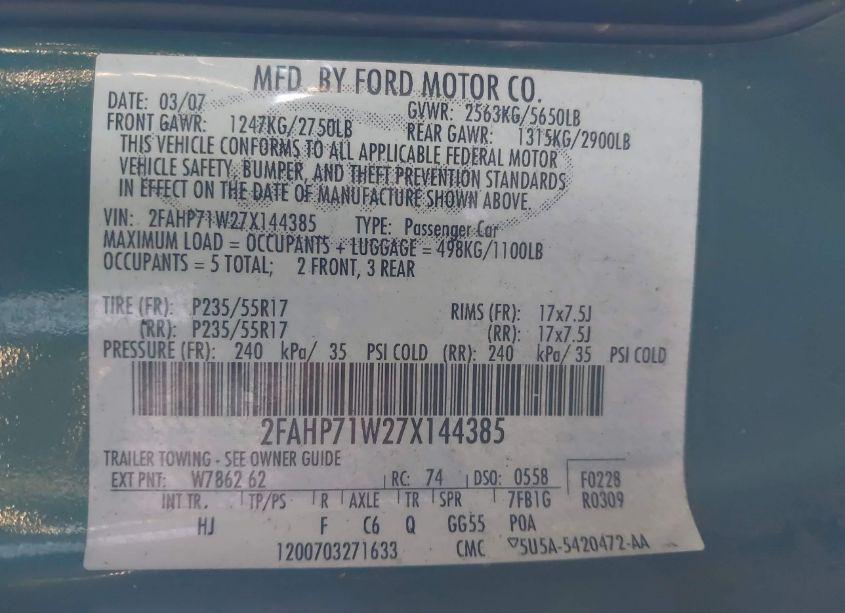 MFD. BY FORD MOTOR CO.
DATE: 03/07 GVWR: 2563KG/5650LB
FRONT GAWR: 1247KG/2750LB REAR GAWR: 1315KG/2900LB
THIS VEHICLE CONFORMS TO ALL APPLICABLE FEDERAL MOTOR
VEHICLE SAFETY, BUMPER, AND THEFT PREVENTION STANDARDS
IN EFFECT ON THE DATE OF MANUFACTURE SHOWN ABOVE.
VIN: 2FAHP71W27X144385 TYPE: Passenger Car
MAXIMUM LOAD = OCCUPANTS + LUGGAGE = 498KG/1100LB
OCCUPANTS = 5 TOTAL; 2 FRONT, 3 REAR
TIRE (FR): P235/55R17 RIMS (FR): 17x7.5J
(RR): P235/55R17 (RR): 17x7.5J
PRESSURE (FR): 240 kPa/ 35 PSI COLD (RR): 240 kPa/ 35 PSI COLD
2FAHP71W27X144385
TRAILER TOWING - SEE OWNER GUIDE
EXT PNT: W7862 62 RC: 74 DSO: 0558 F0228
INT TR. TP/PS R AXLE TR SPR 7FB1G R0309
HJ F C6 Q GG55 POA
1200703271633 CMC ▽5U5A-5420472-AA